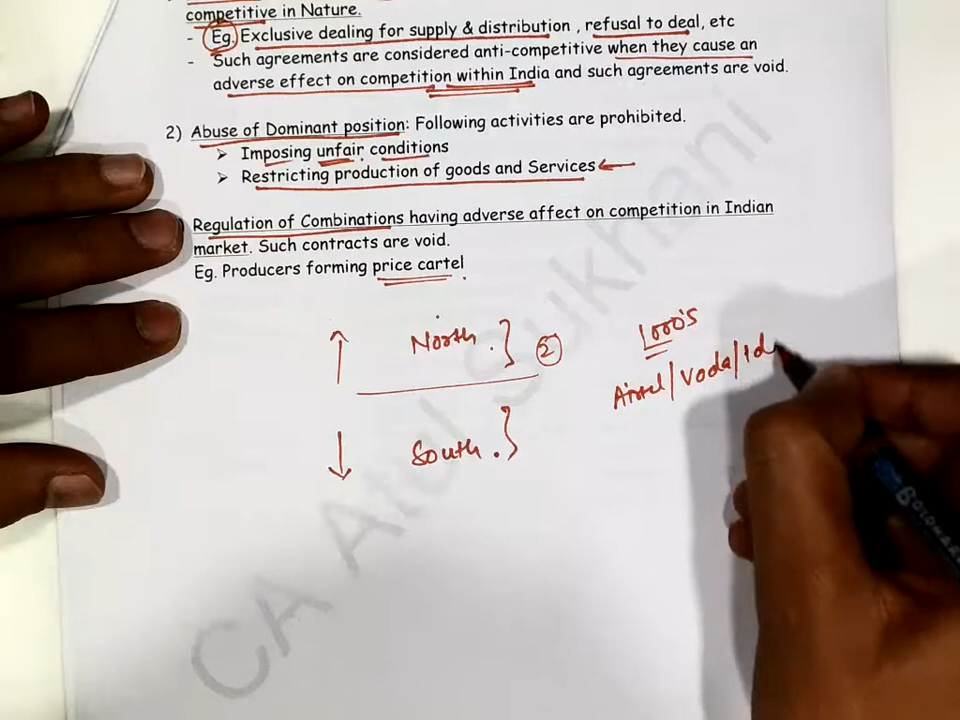 competitive in Nature.
- Eg. Exclusive dealing for supply & distribution , refusal to deal, etc
- Such agreements are considered anti-competitive when they cause an
adverse effect on competition within India and such agreements are void.
2) Abuse of Dominant position: Following activities are prohibited.
➢ Imposing unfair conditions
➢ Restricting production of goods and Services
Regulation of Combinations having adverse affect on competition in Indian
market. Such contracts are void.
Eg. Producers forming price cartel
North
2
South
1000's
Airtel/Voda/Id
CA Atul Sukhani